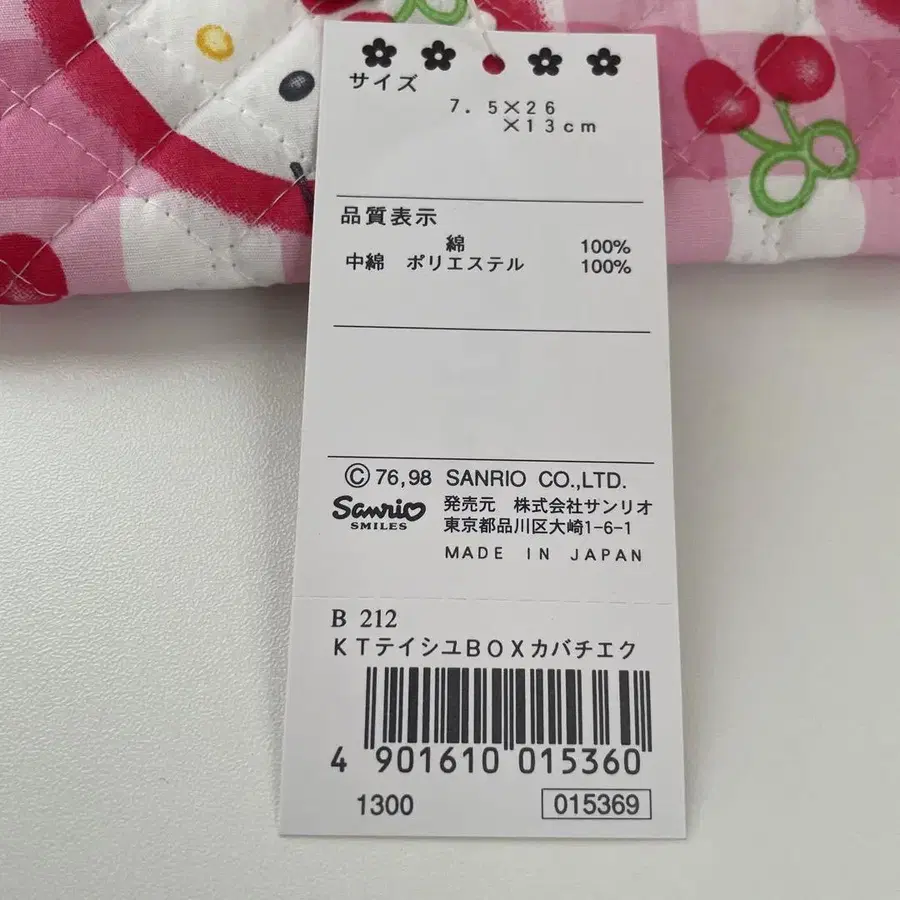 サイズ
7.5×26
×13cm
品質表示
綿 100%
中綿 ポリエステル 100%
©76,98 SANRIO CO.,LTD.
Sanrio
SMILES
発売元 株式会社サンリオ
東京都品川区大崎1-6-1
MADE IN JAPAN
B 212
KTテイシユBOXカバチエク
4 901610 015360
1300
015369